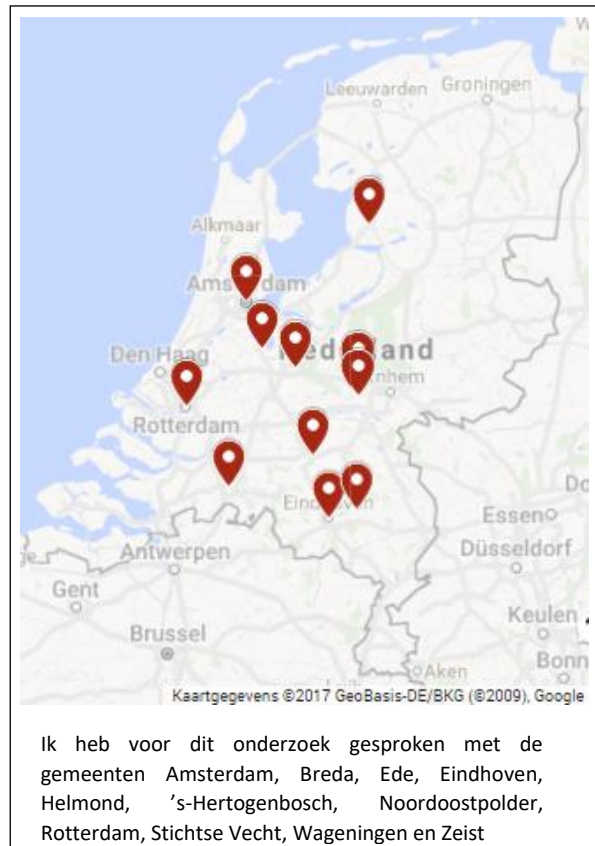 Leeuwarden
Groningen
Alkmaar
Amsterdam
Den Haag
Nederland
Arnhem
Rotterdam
Eindhoven
Essen
Antwerpen
Düsseldorf
Gent
Brussel
Keulen
Aken
Bonn
Kaartgegevens ©2017 GeoBasis-DE/BKG (©2009), Google
Ik heb voor dit onderzoek gesproken met de
gemeenten Amsterdam, Breda, Ede, Eindhoven,
Helmond, ’s-Hertogenbosch, Noordoostpolder,
Rotterdam, Stichtse Vecht, Wageningen en Zeist